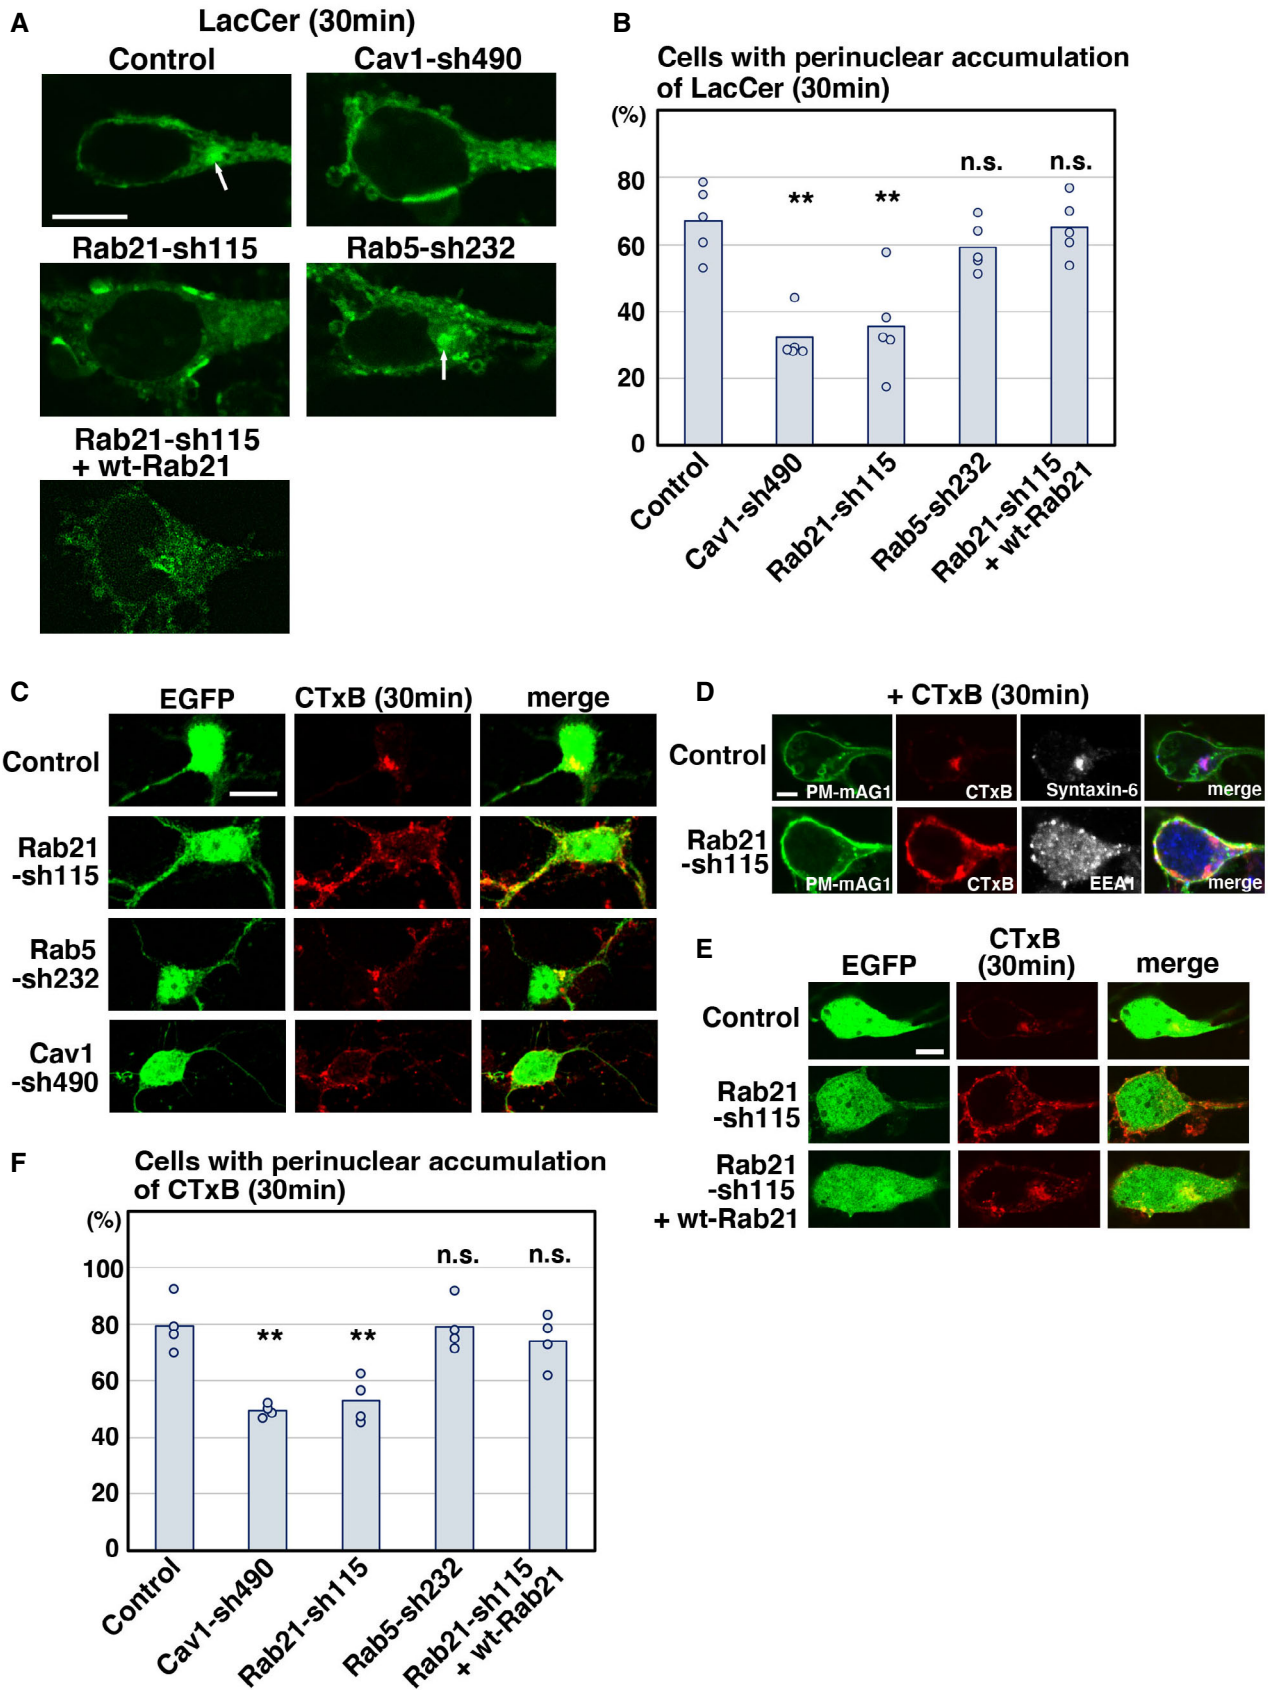 A
LacCer (30min)
Control
Cav1-sh490
Rab21-sh115
Rab5-sh232
Rab21-sh115
+ wt-Rab21
B
Cells with perinuclear accumulation
of LacCer (30min)
(%)
80
60
40
20
0
**
**
n.s.
n.s.
Control
Cav1-sh490
Rab21-sh115
Rab5-sh232
Rab21-sh115
+ wt-Rab21
C
EGFP
CTxB (30min)
merge
Control
Rab21
-sh115
Rab5
-sh232
Cav1
-sh490
D
+ CTxB (30min)
Control
PM-mAG1
CTxB
Syntaxin-6
merge
Rab21
-sh115
PM-mAG1
CTxB
EEA1
merge
E
EGFP
CTxB
(30min)
merge
Control
Rab21
-sh115
Rab21
-sh115
+ wt-Rab21
F
Cells with perinuclear accumulation
of CTxB (30min)
(%)
100
80
60
40
20
0
**
**
n.s.
n.s.
Control
Cav1-sh490
Rab21-sh115
Rab5-sh232
Rab21-sh115
+ wt-Rab21